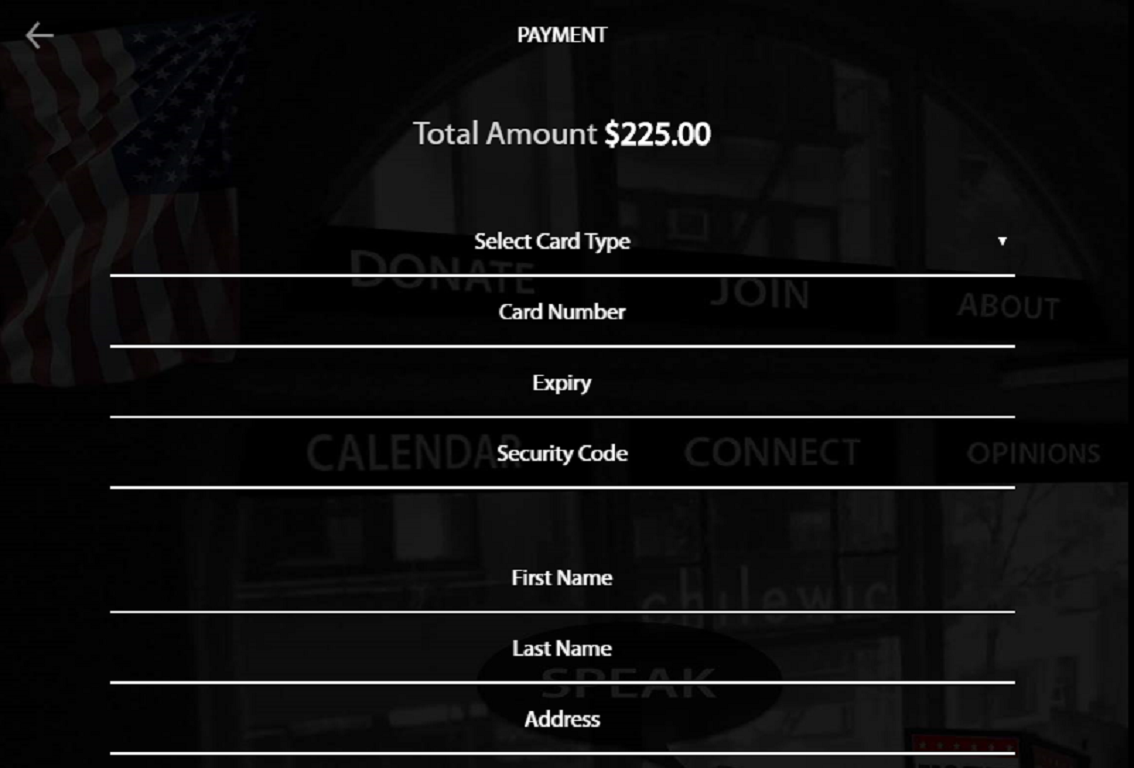 PAYMENT
Total Amount $225.00
Select Card Type
DONATE
JOIN
ABOUT
Card Number
Expiry
CALENDAR
Security Code
CONNECT
OPINIONS
First Name
chilewic
Last Name
SPEAK
Address